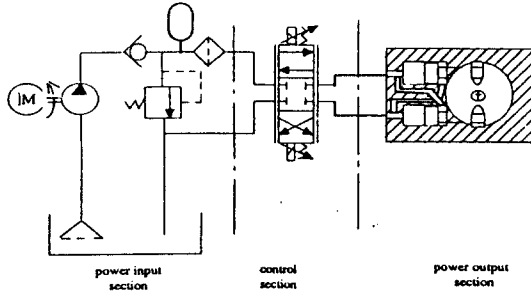 M
power input
section
control
section
power output
section